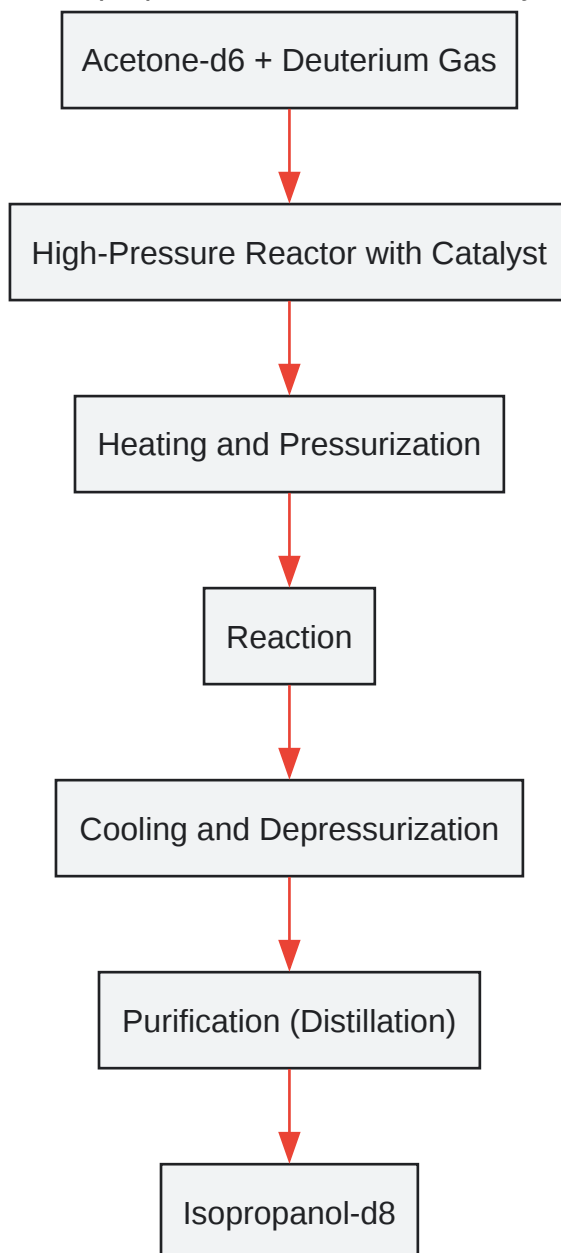 Acetone-d6 + Deuterium Gas
High-Pressure Reactor with Catalyst
Heating and Pressurization
Reaction
Cooling and Depressurization
Purification (Distillation)
Isopropanol-d8